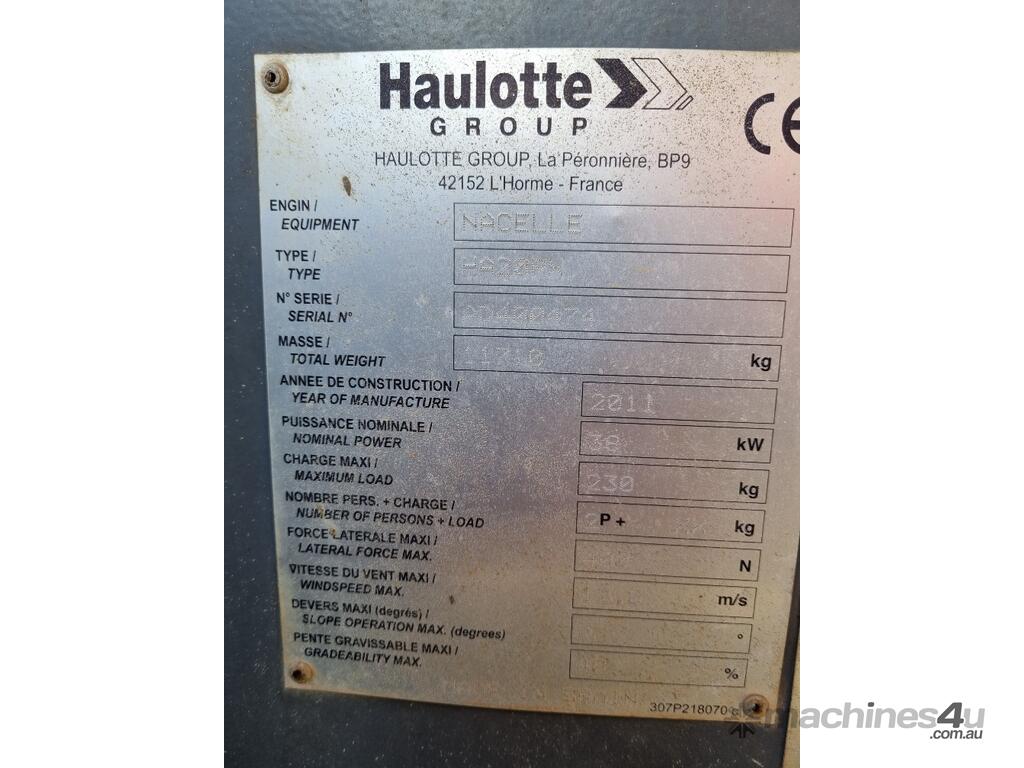 Haulotte
GROUP
CE
HAULOTTE GROUP, La Péronnière, BP9
42152 L'Horme - France
ENGIN /
EQUIPMENT
NACELLE
TYPE /
TYPE
N° SERIE /
SERIAL N°
AD400474
MASSE /
TOTAL WEIGHT
kg
ANNEE DE CONSTRUCTION /
YEAR OF MANUFACTURE
2011
PUISSANCE NOMINALE /
NOMINAL POWER
38 kW
CHARGE MAXI /
MAXIMUM LOAD
230 kg
NOMBRE PERS. + CHARGE /
NUMBER OF PERSONS + LOAD
P + kg
FORCE LATERALE MAXI /
LATERAL FORCE MAX.
N
VITESSE DU VENT MAXI /
WINDSPEED MAX.
m/s
DEVERS MAXI (degrés) /
SLOPE OPERATION MAX. (degrees)
°
PENTE GRAVISSABLE MAXI /
GRADEABILITY MAX.
%
307P218070
machines4u
.com.au